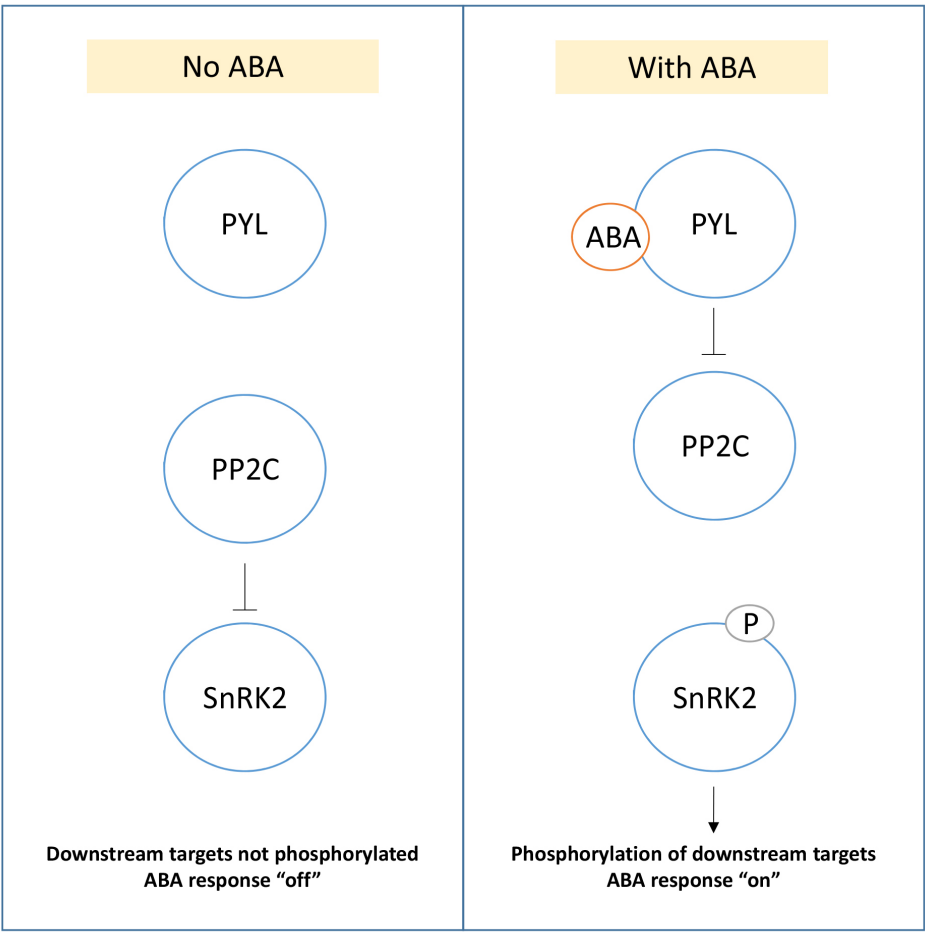 No ABA
PYL
PP2C
SnRK2
Downstream targets not phosphorylated
ABA response “off”
With ABA
ABA
PYL
PP2C
P
SnRK2
Phosphorylation of downstream targets
ABA response “on”